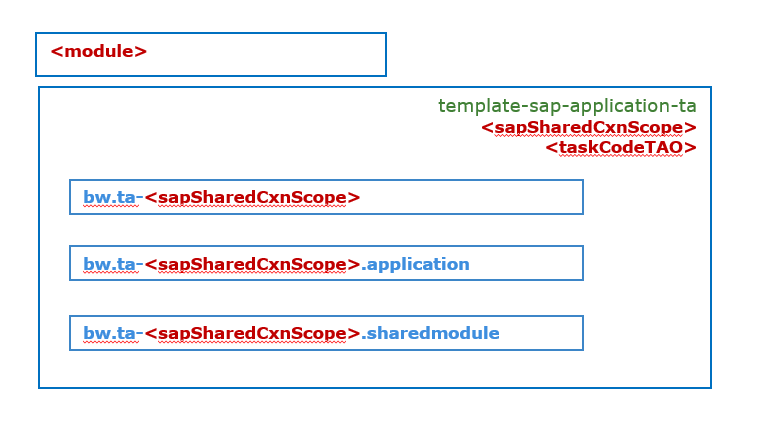 <module>
template-sap-application-ta
<sapSharedCxnScope>
<taskCodeTAO>
bw.ta-<sapSharedCxnScope>
bw.ta-<sapSharedCxnScope>.application
bw.ta-<sapSharedCxnScope>.sharedmodule